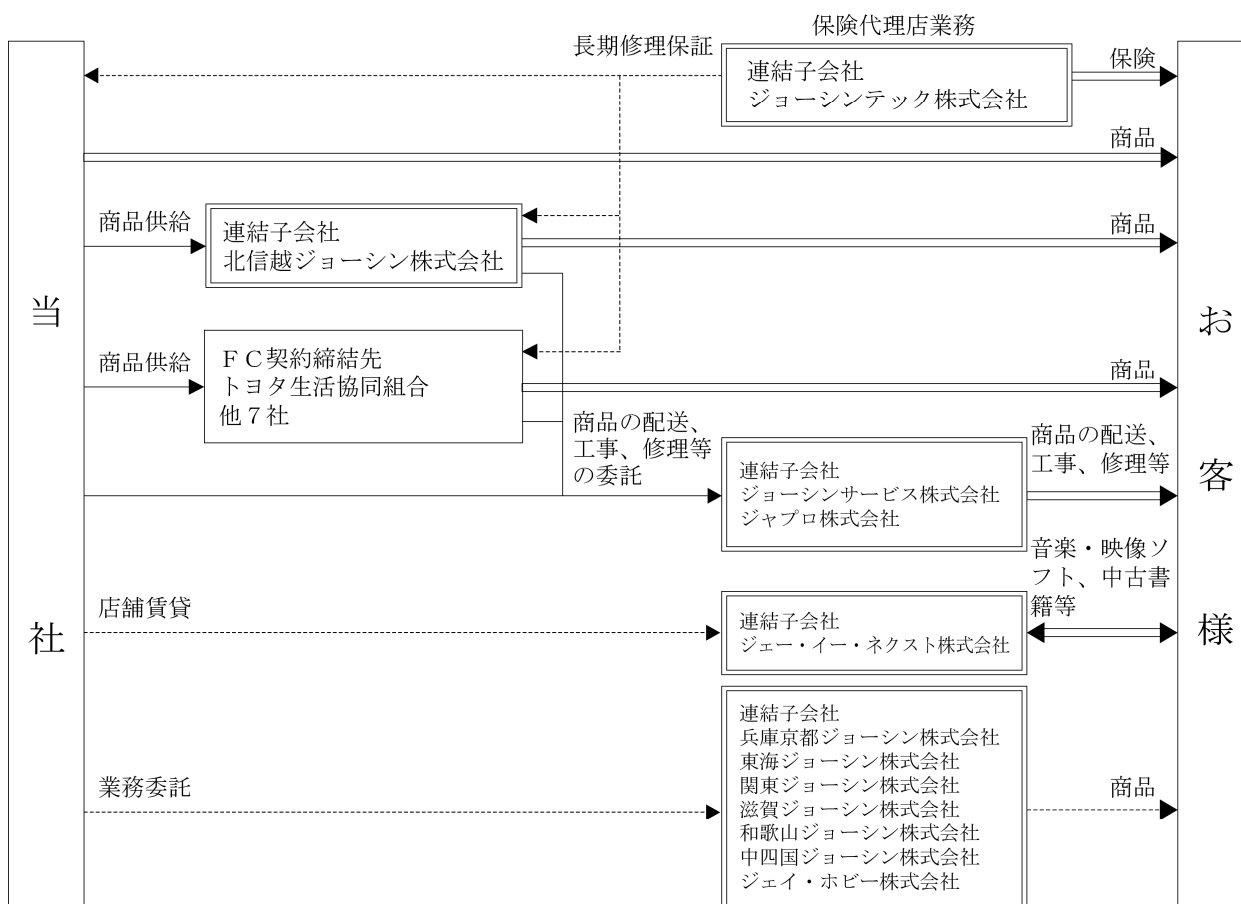 保険代理店業務
長期修理保証
連結子会社
ジョーシンテック株式会社
保険
商品
商品供給
連結子会社
北信越ジョーシン株式会社
商品
当社
お客様
商品供給
ＦＣ契約締結先
トヨタ生活協同組合
他７社
商品
商品の配送、
工事、修理等
の委託
連結子会社
ジョーシンサービス株式会社
ジャプロ株式会社
商品の配送、
工事、修理等
店舗賃貸
連結子会社
ジェー・イー・ネクスト株式会社
音楽・映像ソ
フト、中古書
籍等
業務委託
連結子会社
兵庫京都ジョーシン株式会社
東海ジョーシン株式会社
関東ジョーシン株式会社
滋賀ジョーシン株式会社
和歌山ジョーシン株式会社
中四国ジョーシン株式会社
ジェイ・ホビー株式会社
商品